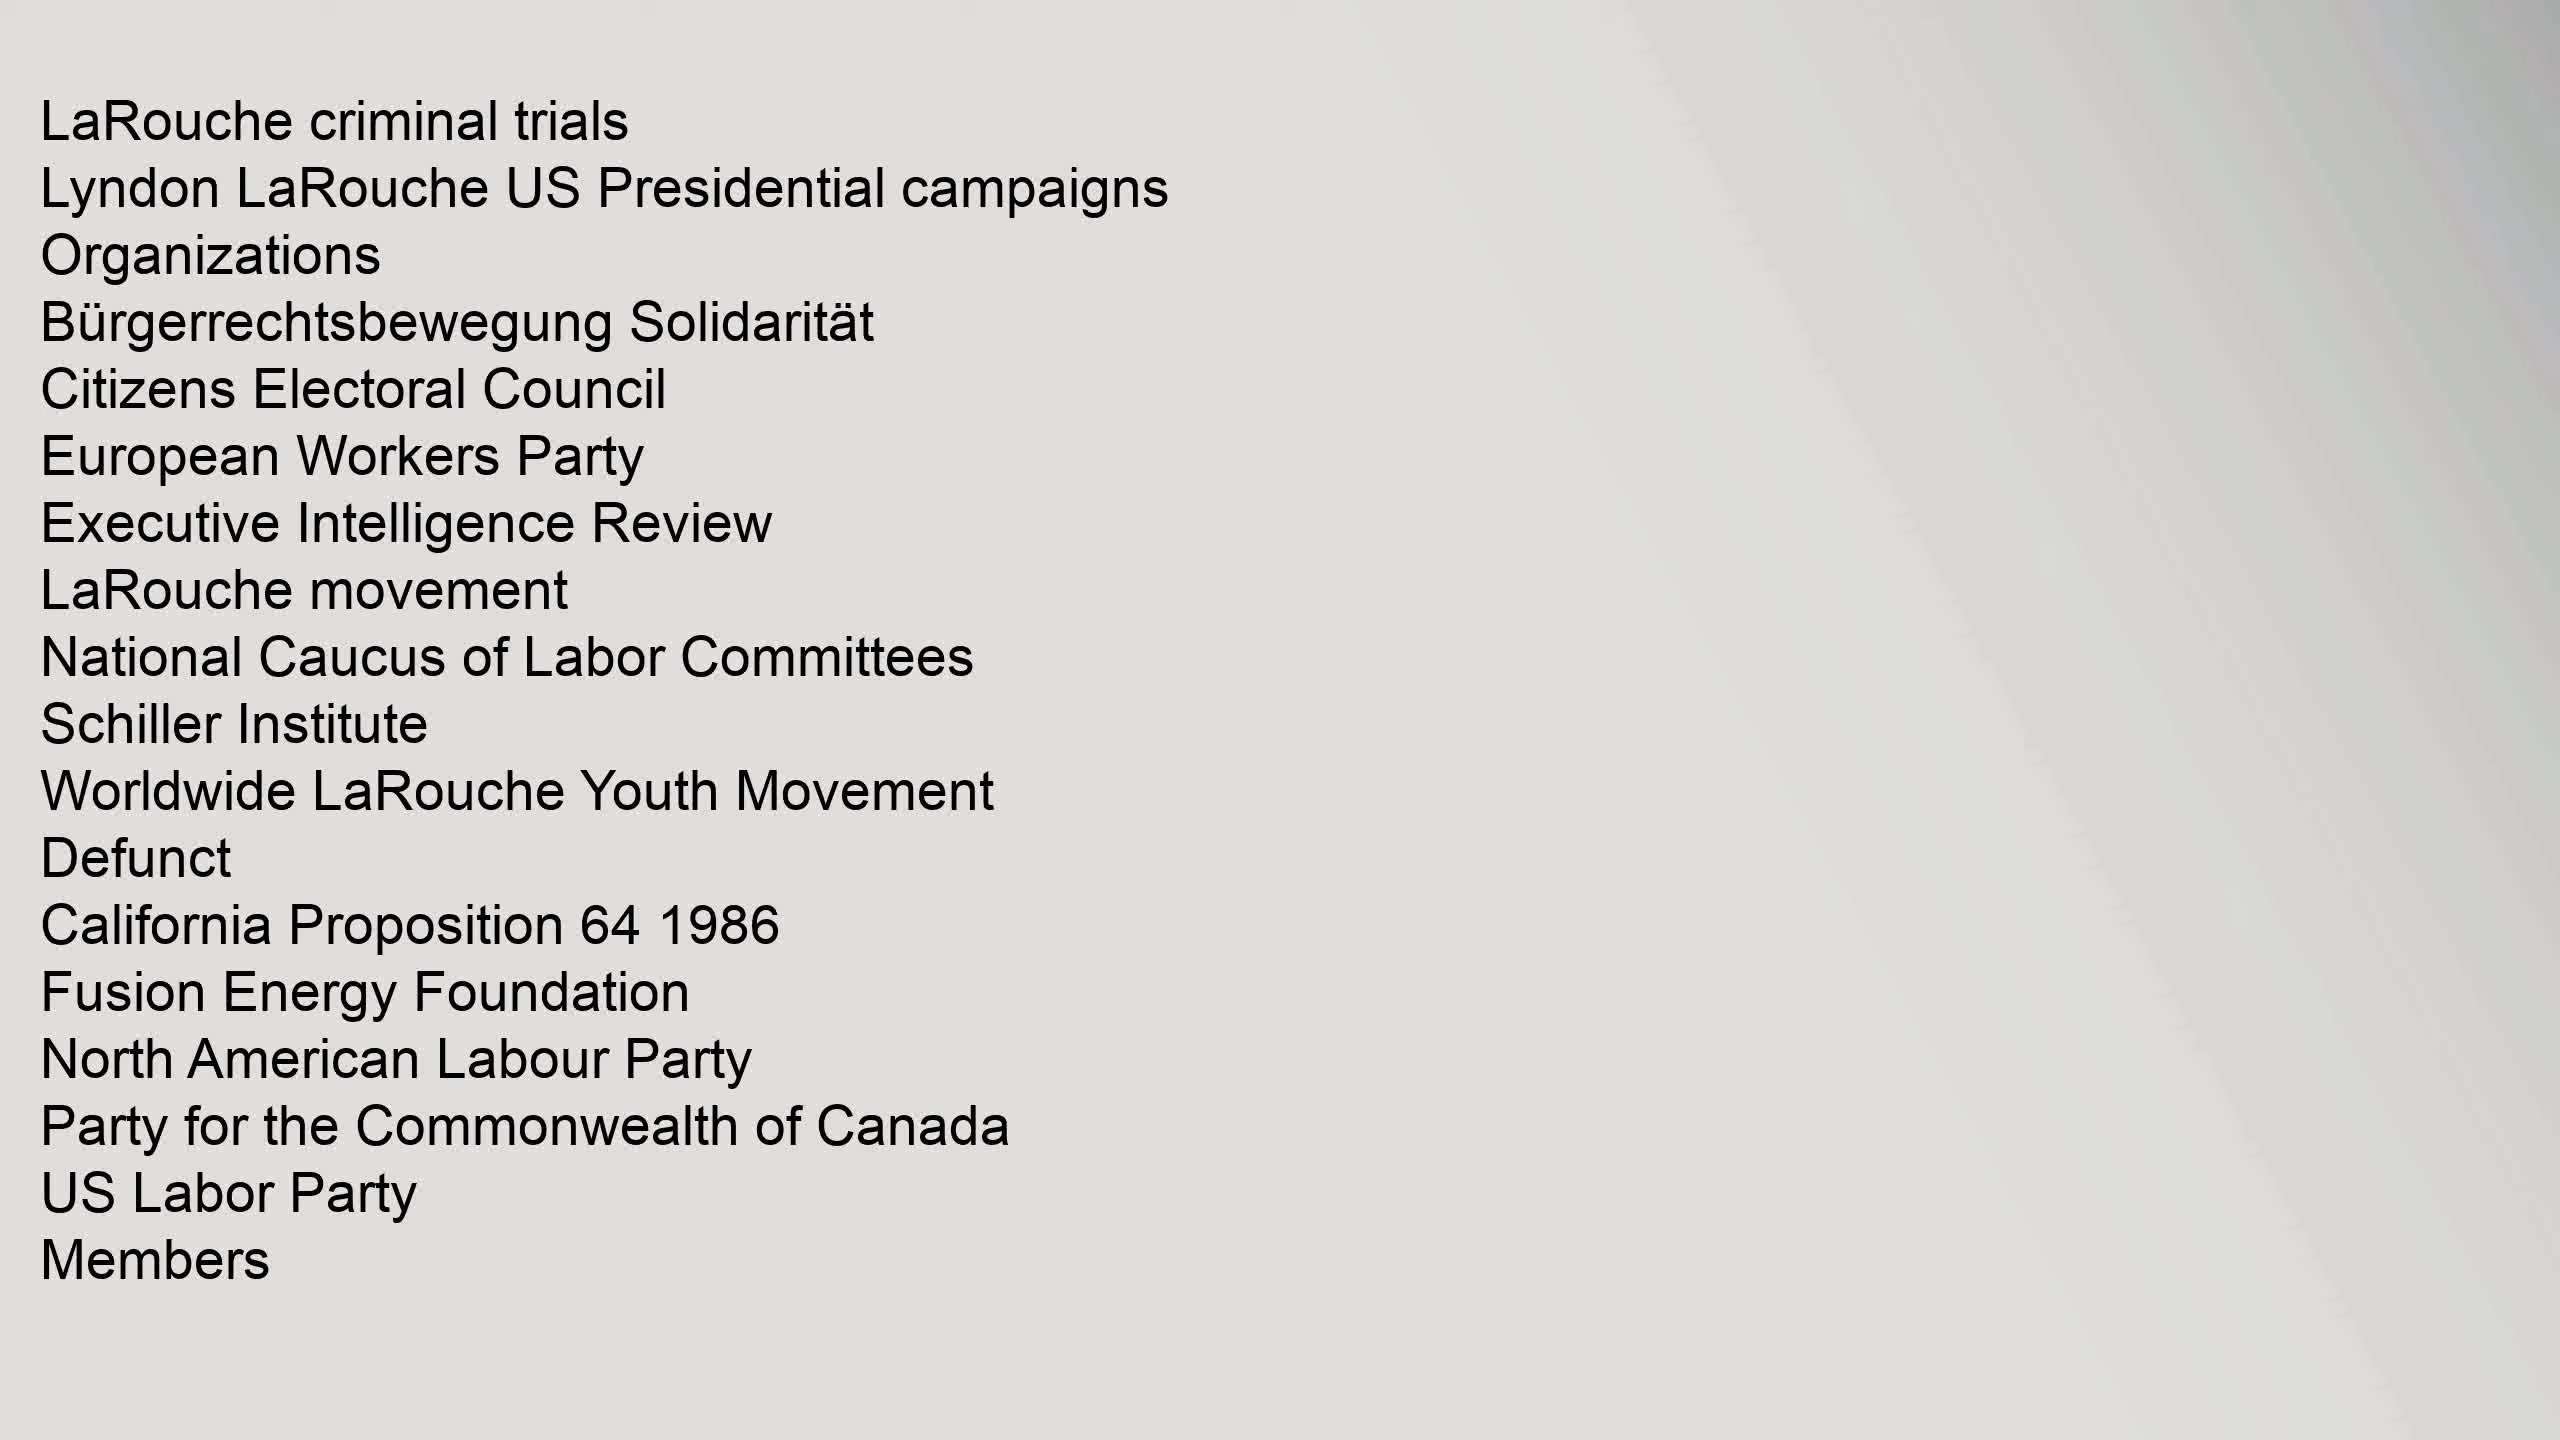 LaRouche criminal trials
Lyndon LaRouche US Presidential campaigns
Organizations
Bürgerrechtsbewegung Solidarität
Citizens Electoral Council
European Workers Party
Executive Intelligence Review
LaRouche movement
National Caucus of Labor Committees
Schiller Institute
Worldwide LaRouche Youth Movement
Defunct
California Proposition 64 1986
Fusion Energy Foundation
North American Labour Party
Party for the Commonwealth of Canada
US Labor Party
Members